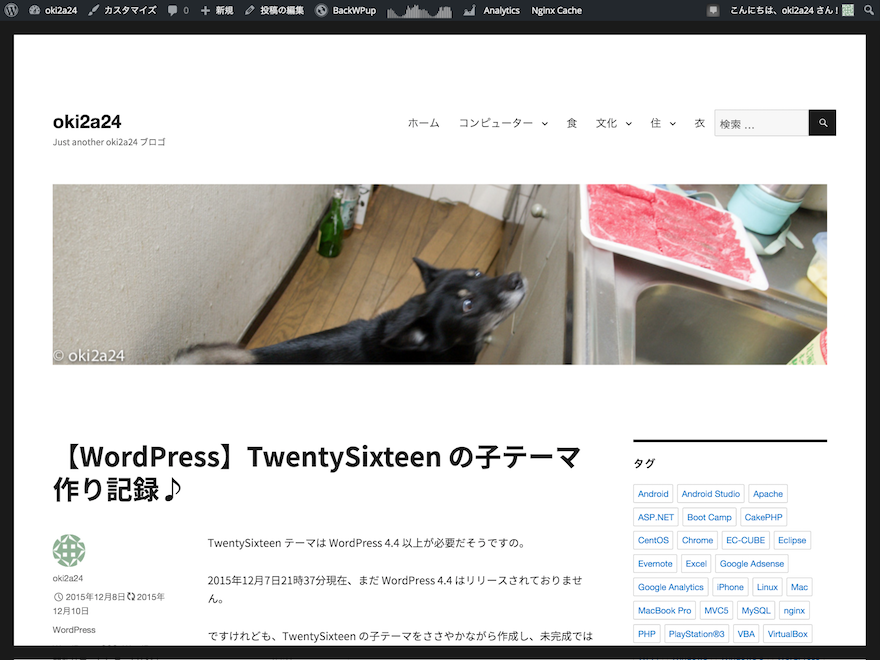 oki2a24 カスタマイズ 0 新規 投稿の編集 BackWPup Analytics Nginx Cache こんにちは、oki2a24 さん !
oki2a24
Just another oki2a24 ブロゴ
ホーム コンピューター 食 文化 住 衣 検索 …
© oki2a24
【WordPress】TwentySixteen の子テーマ
作り記録♪
oki2a24
2015年12月8日 2015年
12月10日
WordPress
TwentySixteen テーマは WordPress 4.4 以上が必要だそうですの。
2015年12月7日21時37分現在、まだ WordPress 4.4 はリリースされておりませ
ん。
ですけれども、TwentySixteen の子テーマをささやかながら作成し、未完成では
タグ
Android Android Studio Apache
ASP.NET Boot Camp CakePHP
CentOS Chrome EC-CUBE Eclipse
Evernote Excel Google Adsense
Google Analytics iPhone Linux Mac
MacBook Pro MVC5 MySQL nginx
PHP PlayStation®3 VBA VirtualBox